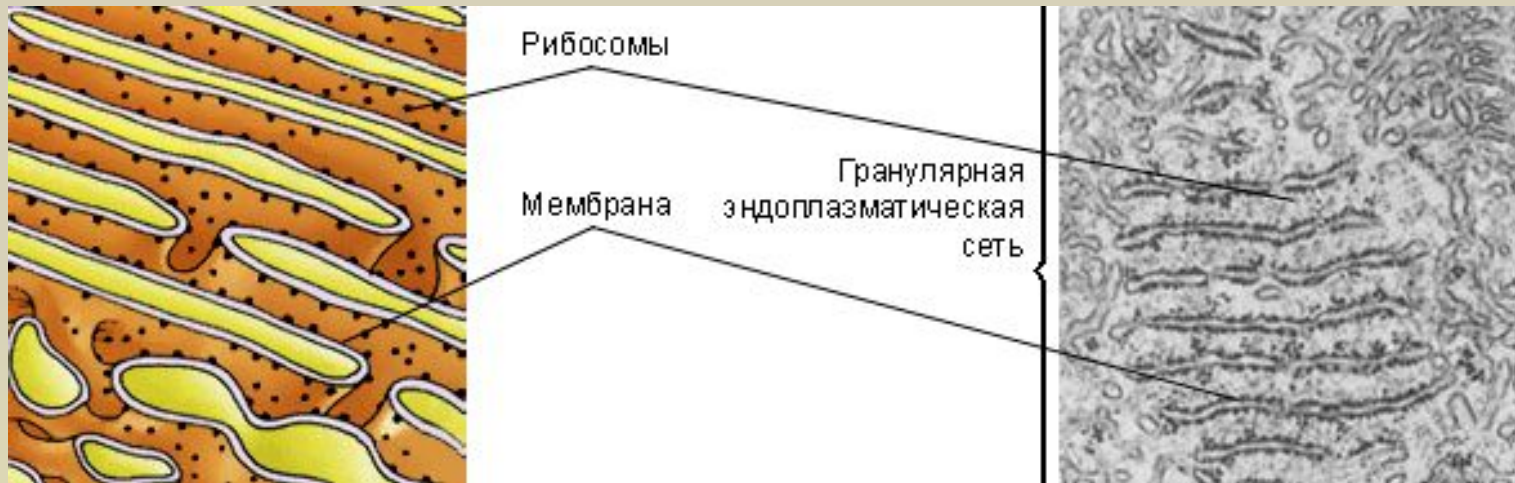 Рибосомы
Мембрана
Гранулярная
эндоплазматическая
сеть